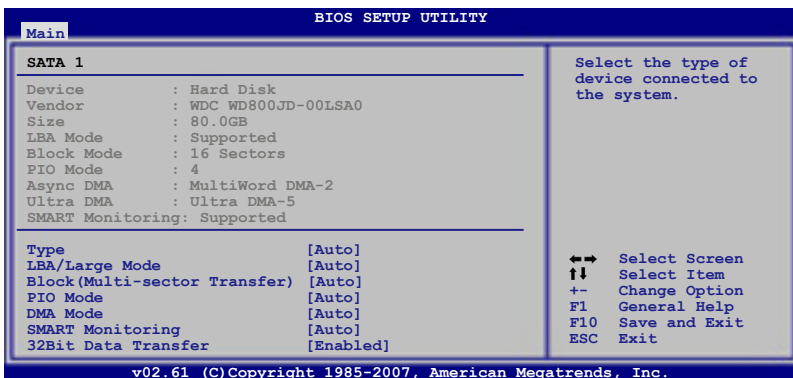 BIOS SETUP UTILITY
Main
SATA 1
Device : Hard Disk
Vendor : WDC WD800JD-00LSA0
Size : 80.0GB
LBA Mode : Supported
Block Mode : 16 Sectors
PIO Mode : 4
Async DMA : MultiWord DMA-2
Ultra DMA : Ultra DMA-5
SMART Monitoring: Supported
Type [Auto]
LBA/Large Mode [Auto]
Block(Multi-sector Transfer) [Auto]
PIO Mode [Auto]
DMA Mode [Auto]
SMART Monitoring [Auto]
32Bit Data Transfer [Enabled]
Select the type of
device connected to
the system.
←→ Select Screen
↑↓ Select Item
+- Change Option
F1 General Help
F10 Save and Exit
ESC Exit
v02.61 (C)Copyright 1985-2007, American Megatrends, Inc.